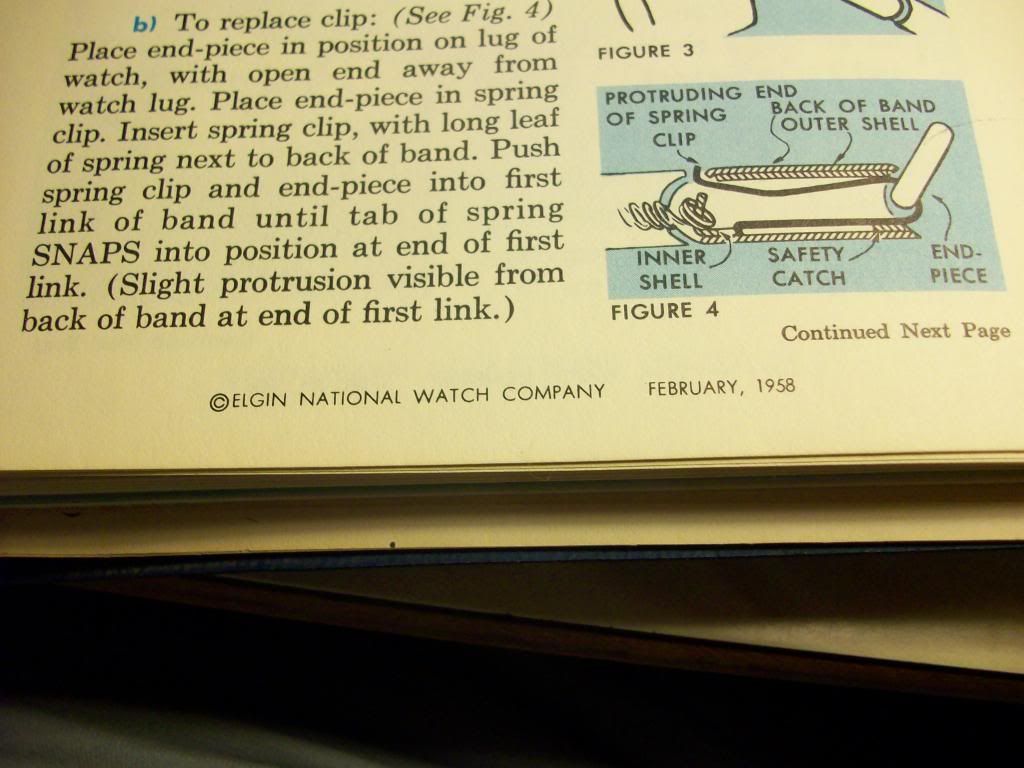 b) To replace clip: (See Fig. 4)
Place end-piece in position on lug of
watch, with open end away from
watch lug. Place end-piece in spring
clip. Insert spring clip, with long leaf
of spring next to back of band. Push
spring clip and end-piece into first
link of band until tab of spring
SNAPS into position at end of first
link. (Slight protrusion visible from
back of band at end of first link.)
FIGURE 3
PROTRUDING END
OF SPRING
CLIP
BACK OF BAND
OUTER SHELL
INNER
SHELL
SAFETY
CATCH
END-
PIECE
FIGURE 4
Continued Next Page
©ELGIN NATIONAL WATCH COMPANY FEBRUARY, 1958